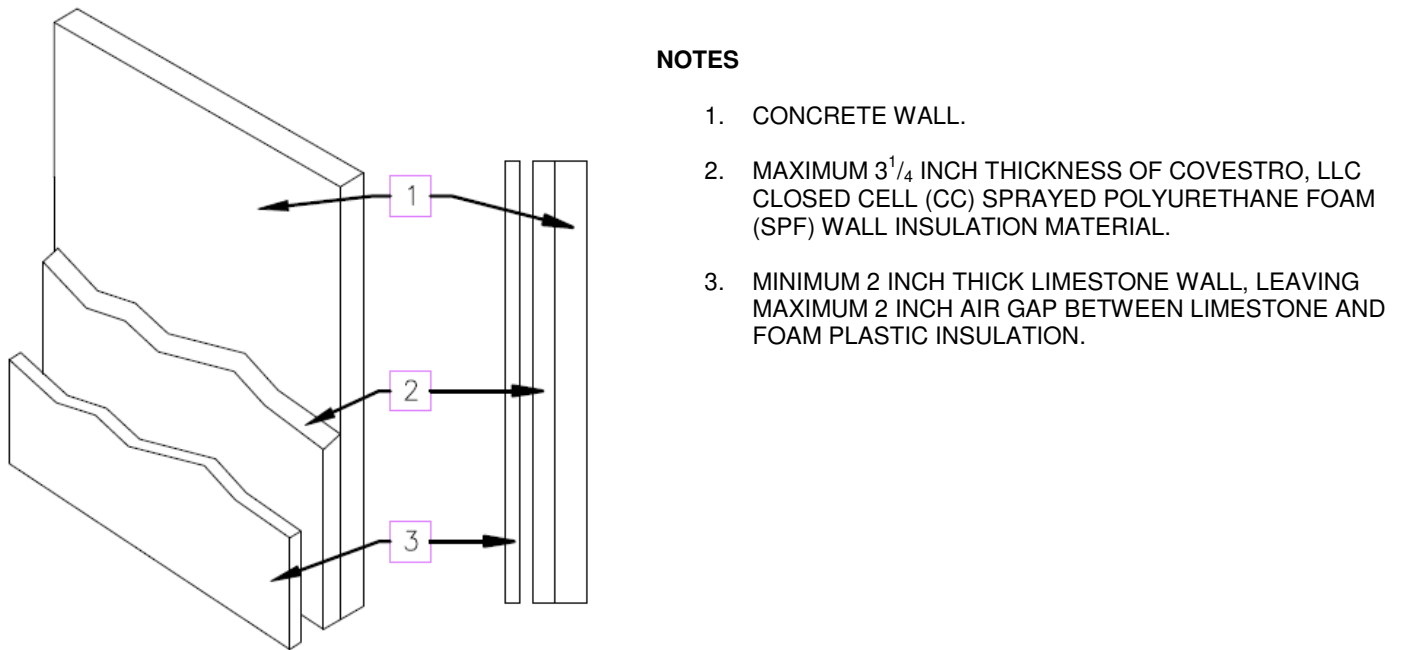 NOTES
1. CONCRETE WALL.
2. MAXIMUM 3 1/4 INCH THICKNESS OF COVESTRO, LLC
CLOSED CELL (CC) SPRAYED POLYURETHANE FOAM
(SPF) WALL INSULATION MATERIAL.
3. MINIMUM 2 INCH THICK LIMESTONE WALL, LEAVING
MAXIMUM 2 INCH AIR GAP BETWEEN LIMESTONE AND
FOAM PLASTIC INSULATION.
1
2
3